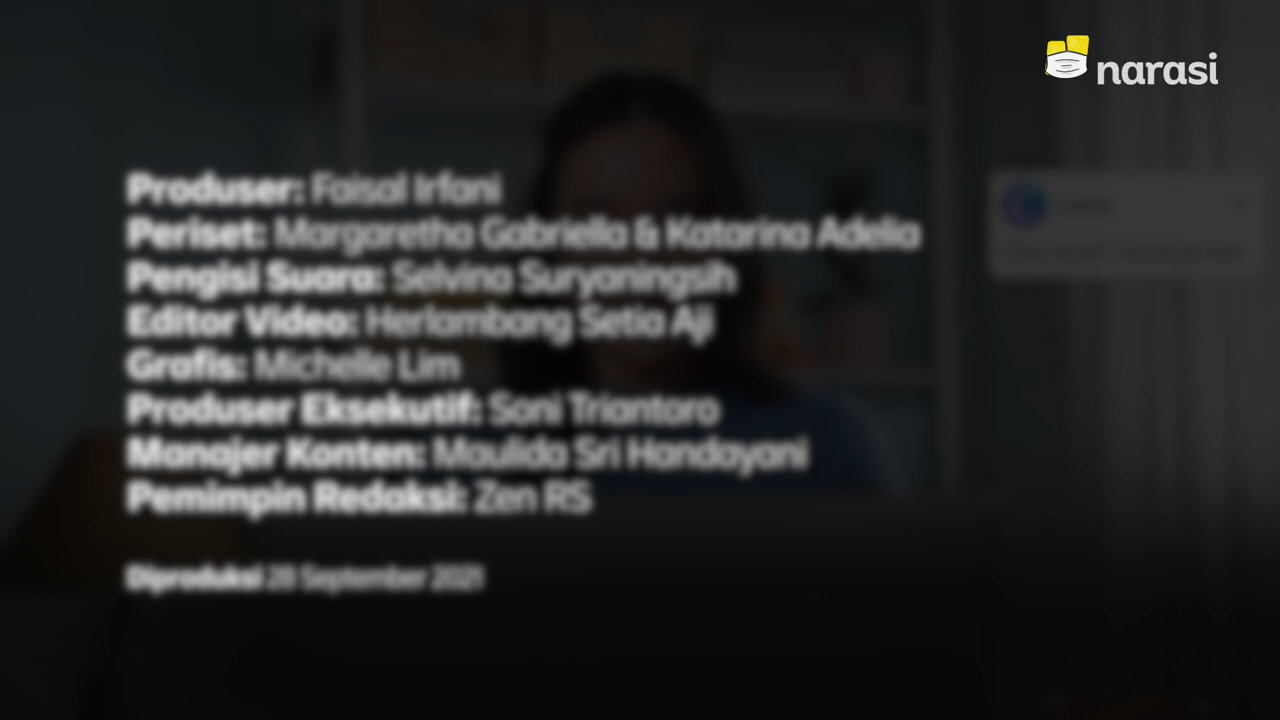 narasi
Produser: Faisal Irfani
Periset: Margaretha Gabriella & Katarina Adelia
Pengisi Suara: Selvina Suryaningsih
Editor Video: Herlambang Setia Aji
Grafis: Michelle Lim
Produser Eksekutif: Soni Triantoro
Manajer Konten: Maulida Sri Handayani
Pemimpin Redaksi: Zen RS
Diproduksi 28 September 2021